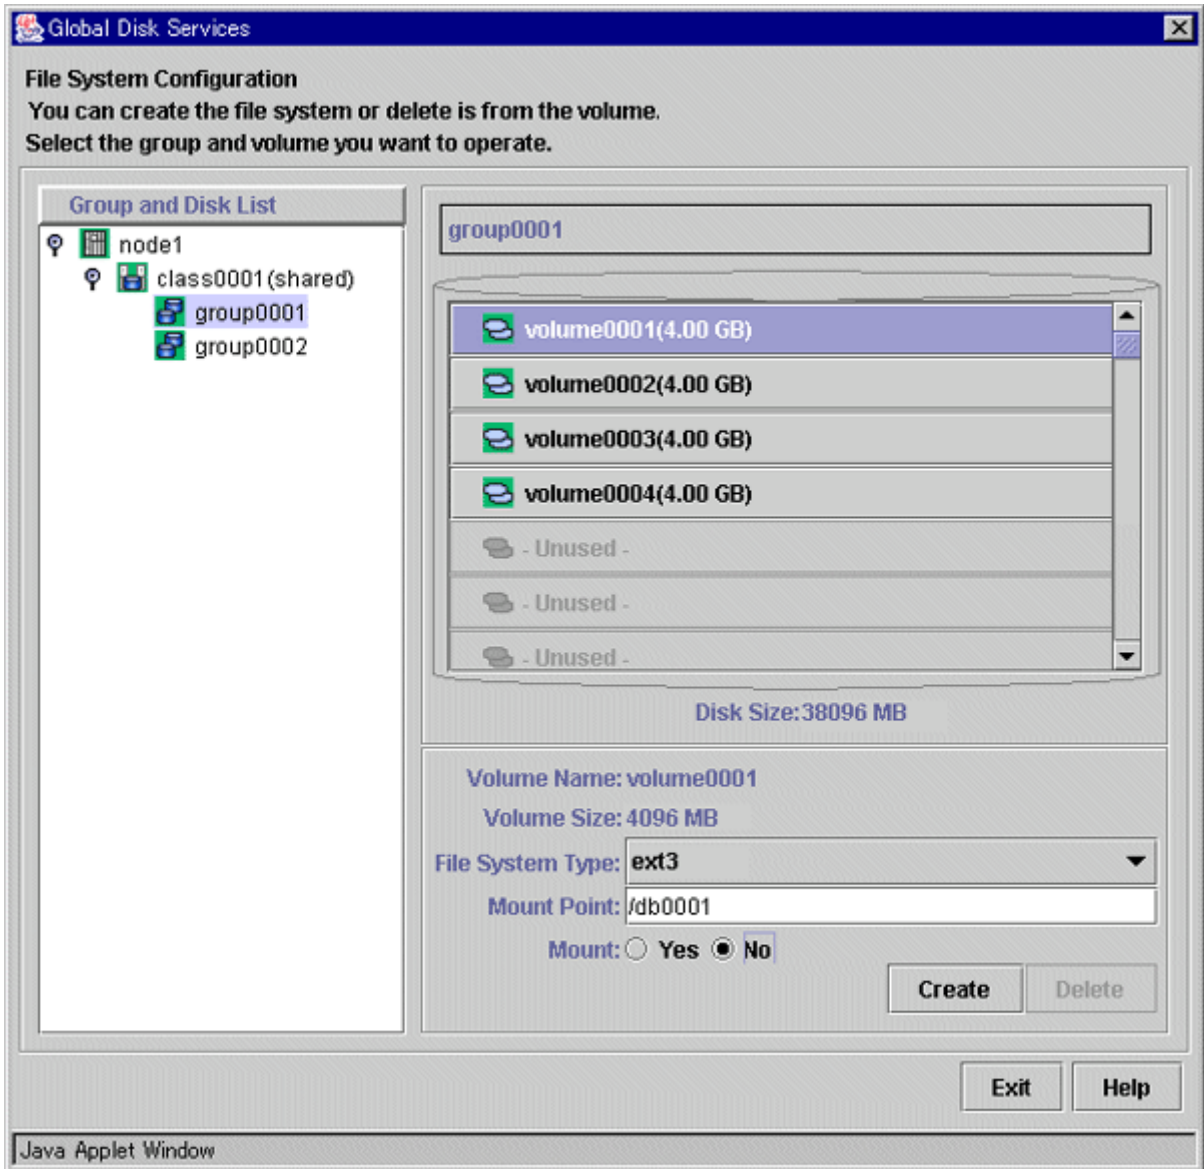 Global Disk Services
File System Configuration
You can create the file system or delete is from the volume.
Select the group and volume you want to operate.
Group and Disk List
node1
class0001(shared)
group0001
group0002
group0001
volume0001(4.00 GB)
volume0002(4.00 GB)
volume0003(4.00 GB)
volume0004(4.00 GB)
- Unused -
- Unused -
- Unused -
Disk Size:38096 MB
Volume Name: volume0001
Volume Size: 4096 MB
File System Type: ext3
Mount Point: /db0001
Mount: Yes No
Create Delete
Exit Help
Java Applet Window